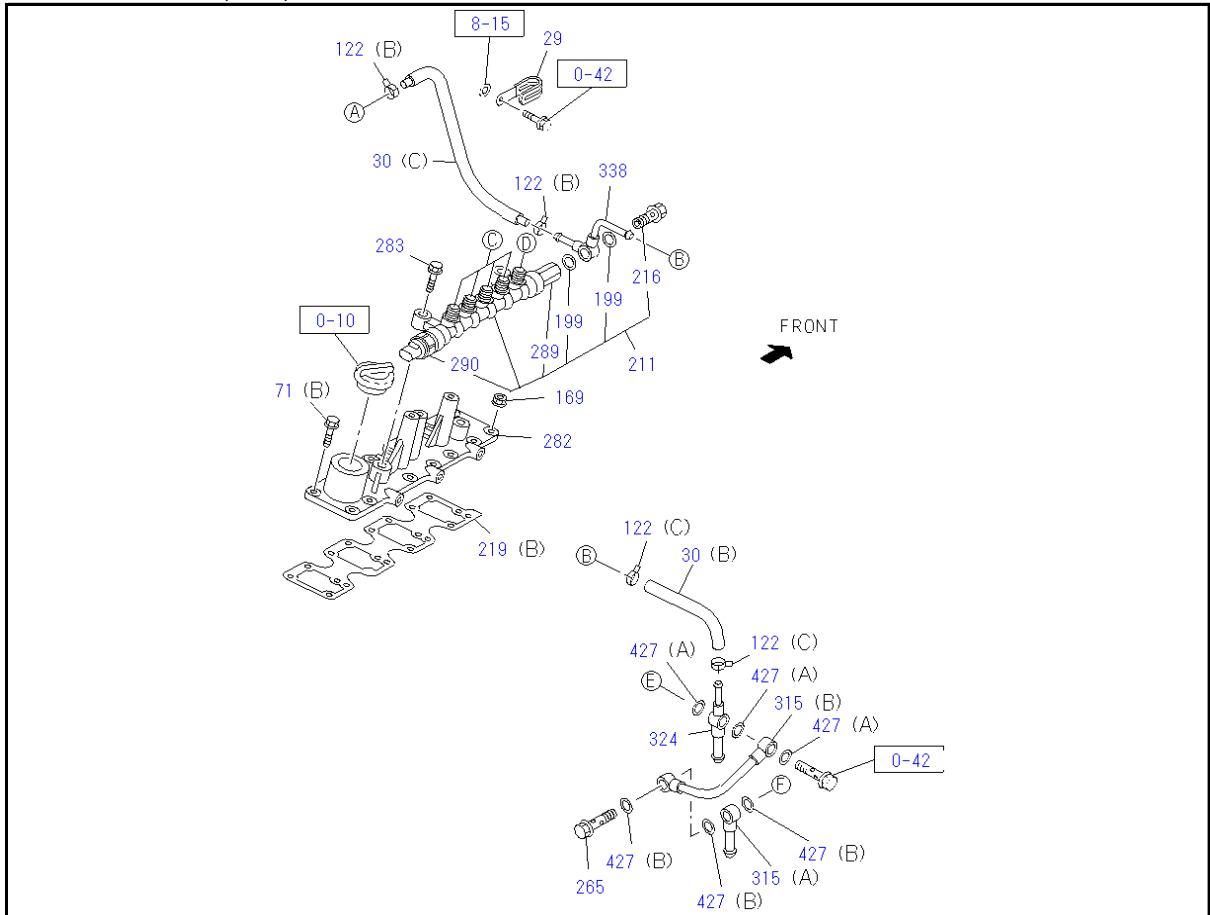 8-15
29
122 (B)
0-42
A
30 (C)
122 (B)
338
283
C
D
B
216
199
0-10
199
FRONT
290
289
211
71 (B)
169
282
219 (B)
122 (C)
B
30 (B)
427 (A)
122 (C)
E
427 (A)
315 (B)
427 (A)
324
0-42
F
427 (B)
427 (B)
265
315 (A)
427 (B)